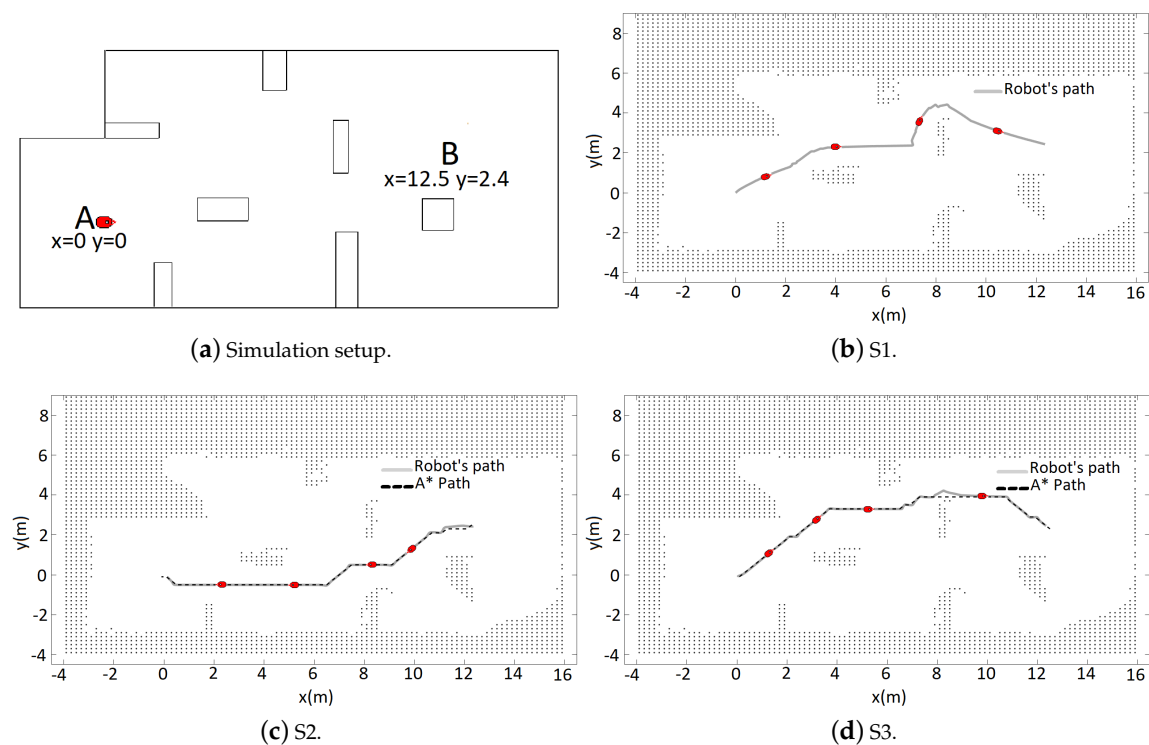 A
x=0 y=0
B
x=12.5 y=2.4
(a) Simulation setup.
8
6
4
2
0
-2
-4
y(m)
Robot's path
-4 -2 0 2 4 6 8 10 12 14 16
x(m)
(b) S1.
8
6
4
2
0
-2
-4
y(m)
Robot's path
A* Path
-4 -2 0 2 4 6 8 10 12 14 16
x(m)
(c) S2.
8
6
4
2
0
-2
-4
y(m)
Robot's path
A* Path
-4 -2 0 2 4 6 8 10 12 14 16
x(m)
(d) S3.